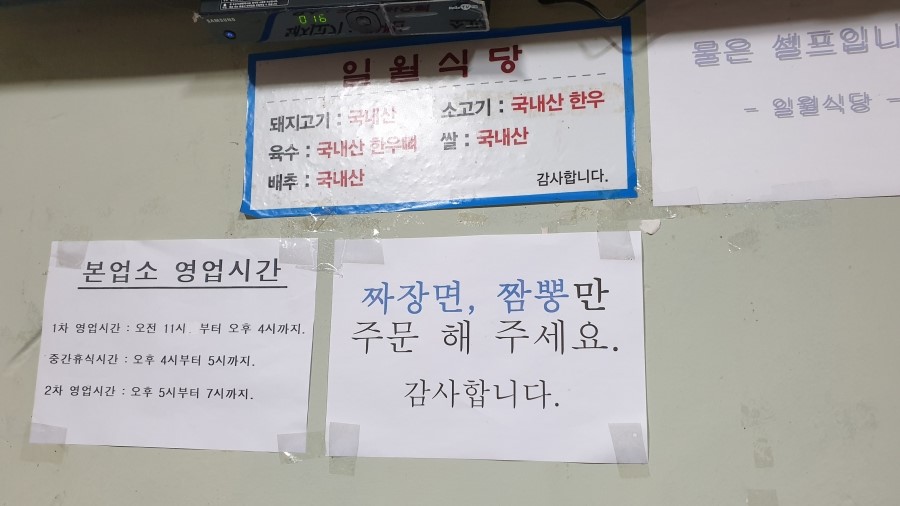 SAMSUNG
016
일월식당
돼지고기 : 국내산
소고기 : 국내산 한우
육수 : 국내산 한우뼈
쌀 : 국내산
배추 : 국내산
감사합니다.
물은 셀프입니
- 일월식당 -
본업소 영업시간
1차 영업시간 : 오전 11시 부터 오후 4시까지.
중간휴식시간 : 오후 4시부터 5시까지.
2차 영업시간 : 오후 5시부터 7시까지.
짜장면, 짬뽕만
주문 해 주세요.
감사합니다.